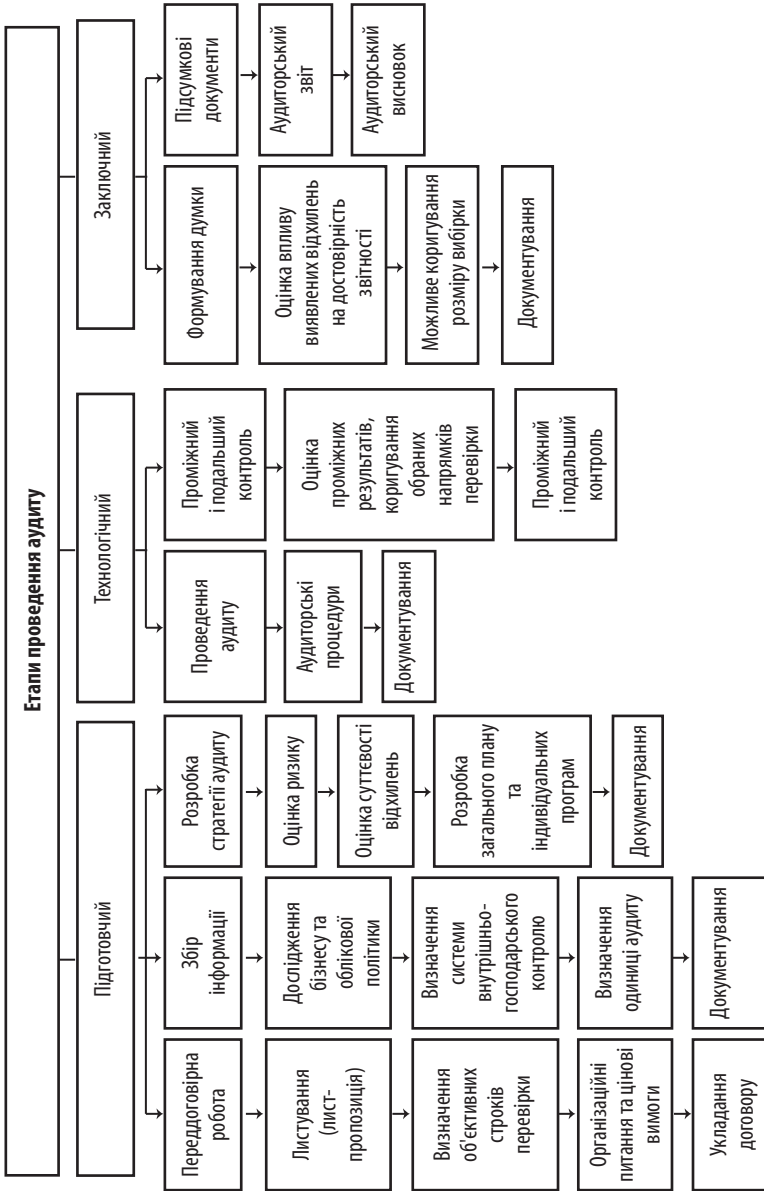 Етапи проведення аудиту
Підготовчий
Переддоговірна
робота
Листування
(лист-
пропозиція)
Визначення
об'єктивних
строків
перевірки
Організаційні
питання та цінові
вимоги
Укладання
договору
Збір
інформації
Дослідження
бізнесу та
облікової
політики
Визначення
системи
внутрішньо-
господарського
контролю
Визначення
одиниці аудиту
Документування
Розробка
стратегії аудиту
Оцінка ризику
Оцінка суттєвості
відхилень
Розробка
загального плану
та
індивідуальних
програм
Документування
Технологічний
Проведення
аудиту
Аудиторські
процедури
Документування
Проміжний
і подальший
контроль
Оцінка
проміжних
результатів,
коригування
обраних
напрямків
перевірки
Проміжний
і подальший
контроль
Заключний
Формування думки
Оцінка впливу
виявлених відхилень
на достовірність
звітності
Можливе коригування
розміру вибірки
Документування
Підсумкові
документи
Аудиторський
звіт
Аудиторський
висновок